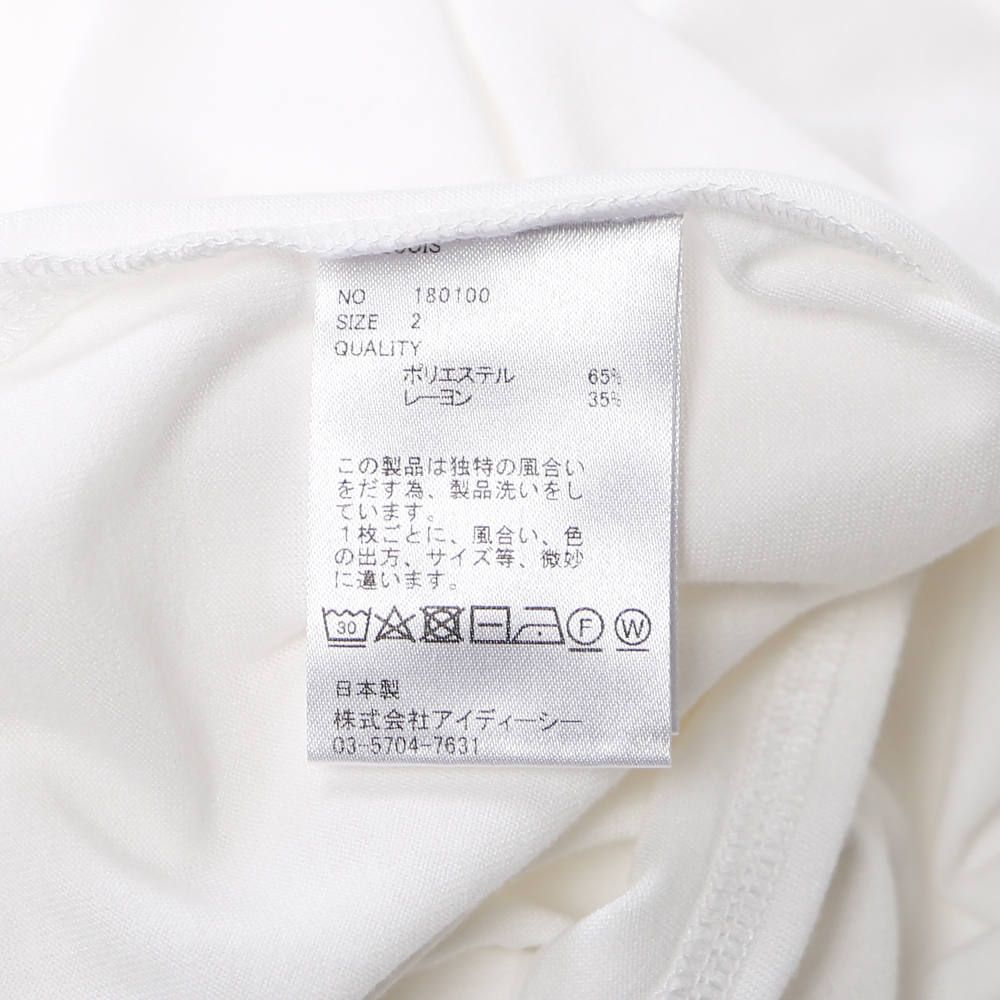 NO 180100
SIZE 2
QUALiTY
ポリエステル 65%
レーヨン 35%
この製品は独特の風合い
をだす為、製品洗いをし
ています。
1枚ごとに、風合い、色
の出方、サイズ等、微妙
に違います。
30 F W
日本製
株式会社アイディーシー
03-5704-7631